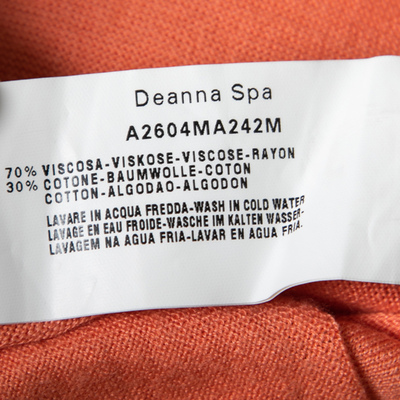 Deanna Spa
A2604MA242M
70% VISCOSA-VISKOSE-VISCOSE-RAYON
30% COTONE-BAUMWOLLE-COTON
COTTON-ALGODAO-ALGODON
LAVARE IN ACQUA FREDDA-WASH IN COLD WATER
LAVAGE EN EAU FROIDE-WASCHE IM KALTEN WASSER-
LAVAGEM NA AGUA FRIA-LAVAR EN AGUA FRIA.